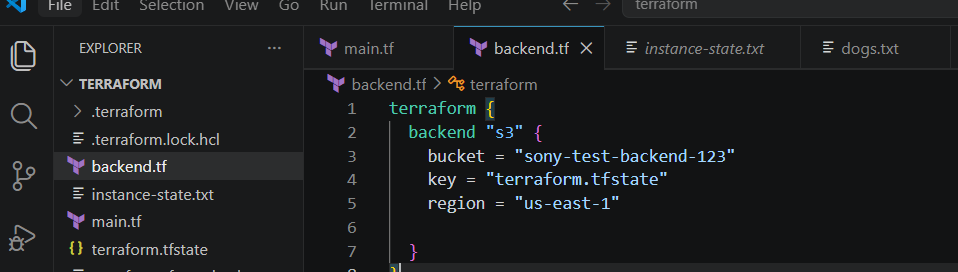 File Edit Selection View Go Run Terminal Help terraform
EXPLORER
TERRAFORM
.terraform
.terraform.lock.hcl
backend.tf
instance-state.txt
main.tf
terraform.tfstate
main.tf backend.tf instance-state.txt dogs.txt
backend.tf > terraform
1 terraform {
2 backend "s3" {
3 bucket = "sony-test-backend-123"
4 key = "terraform.tfstate"
5 region = "us-east-1"
6
7 }
8 }